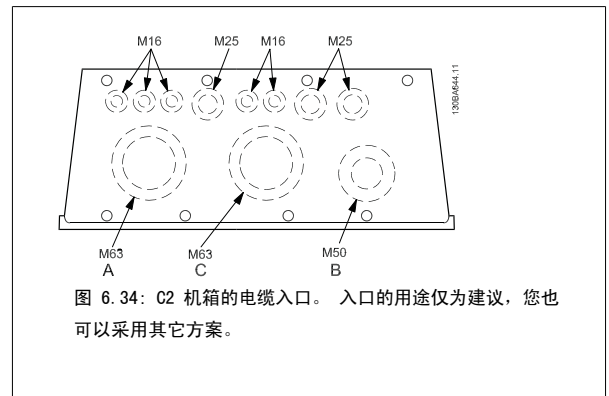 M16 M25 M16 M25
130BA644.11
M63 M63 M50
A C B
图 6.34: C2 机箱的电缆入口。 入口的用途仅为建议，您也
可以采用其它方案。